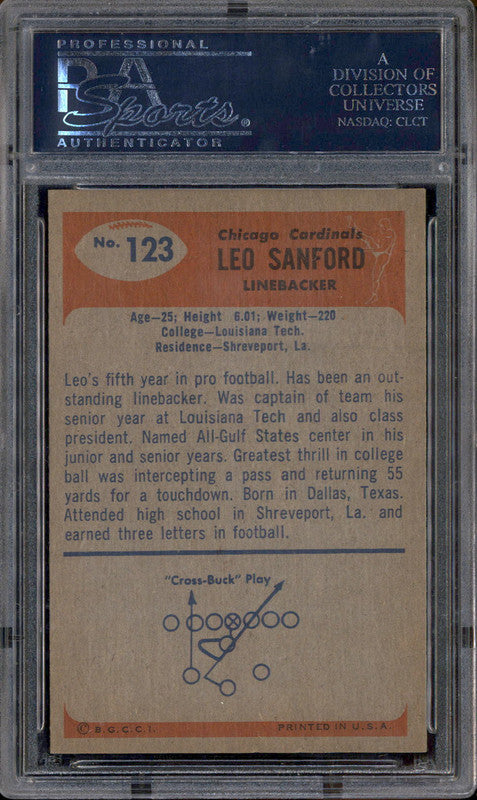 PROFESSIONAL
PSA
Sports®
AUTHENTICATOR
A
DIVISION OF
COLLECTORS
UNIVERSE
NASDAQ: CLCT
No. 123
Chicago Cardinals
LEO SANFORD
LINEBACKER
Age—25; Height 6.01; Weight—220
College—Louisiana Tech.
Residence—Shreveport, La.
Leo's fifth year in pro football. Has been an out-
standing linebacker. Was captain of team his
senior year at Louisiana Tech and also class
president. Named All-Gulf States center in his
junior and senior years. Greatest thrill in college
ball was intercepting a pass and returning 55
yards for a touchdown. Born in Dallas, Texas.
Attended high school in Shreveport, La. and
earned three letters in football.
"Cross-Buck" Play
© B.G.C.C.I.
PRINTED IN U.S.A.